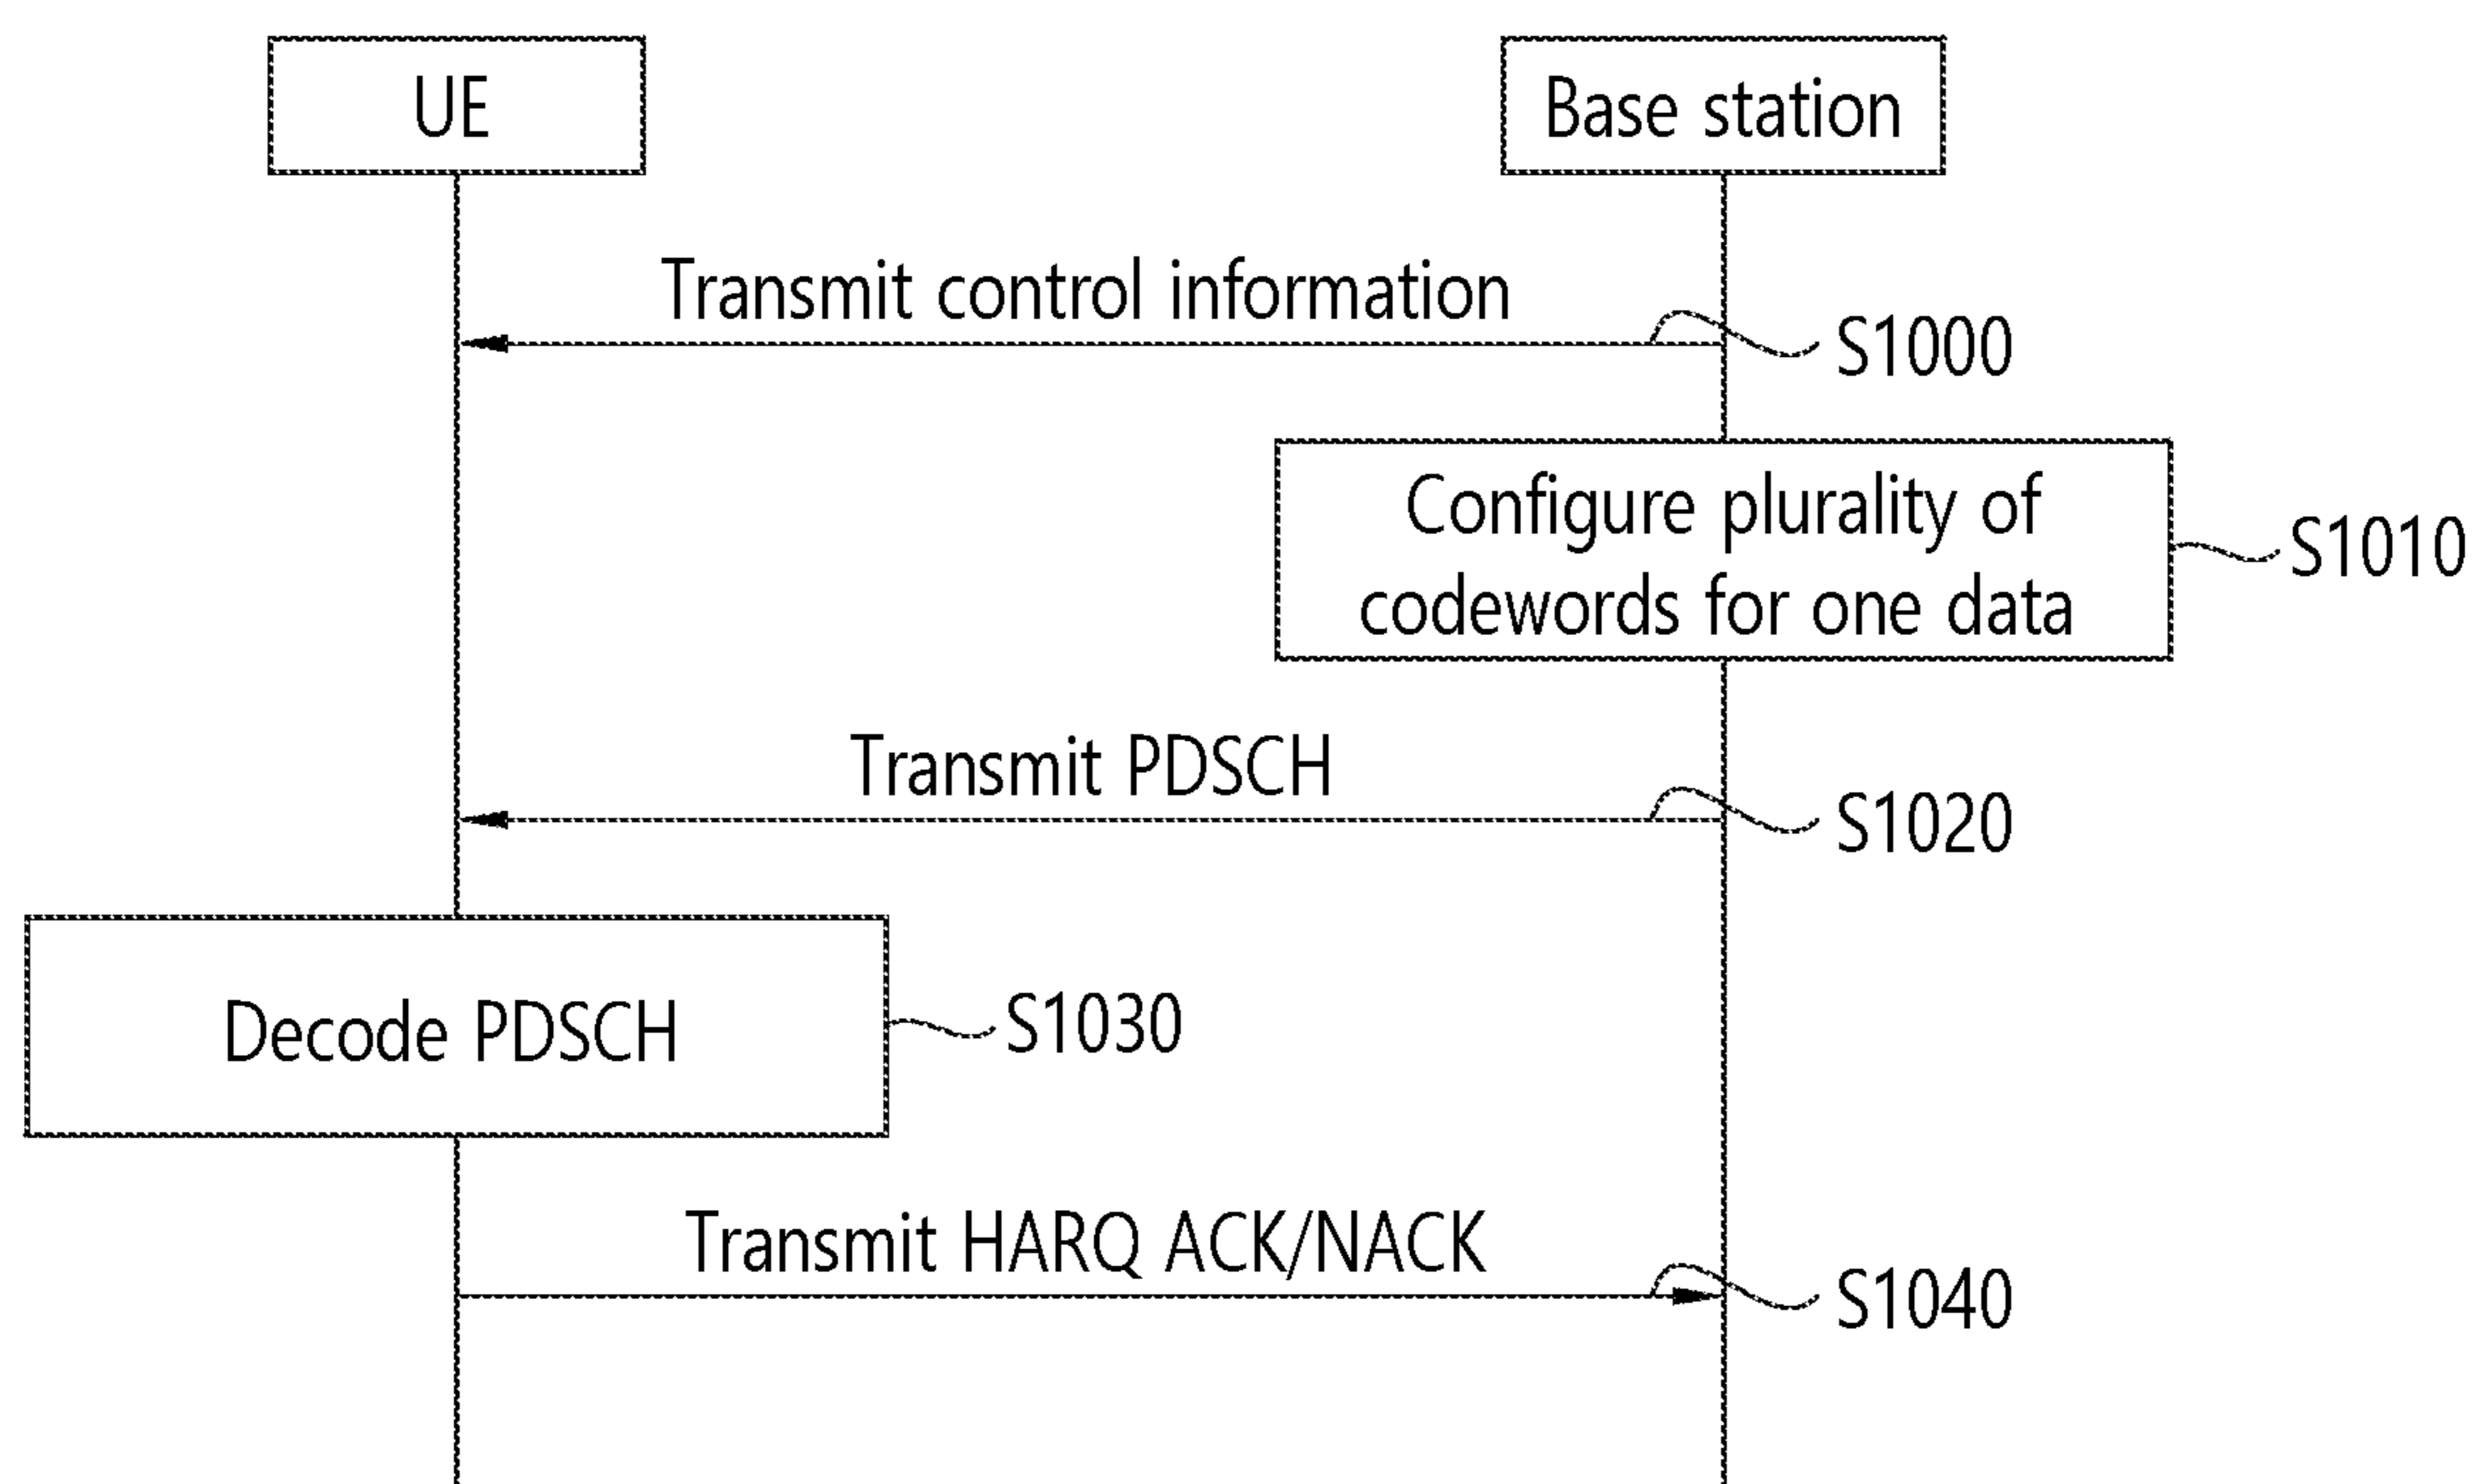 UE
Base station
Transmit control information
S1000
Configure plurality of
codewords for one data
S1010
Transmit PDSCH
S1020
Decode PDSCH
S1030
Transmit HARQ ACK/NACK
S1040